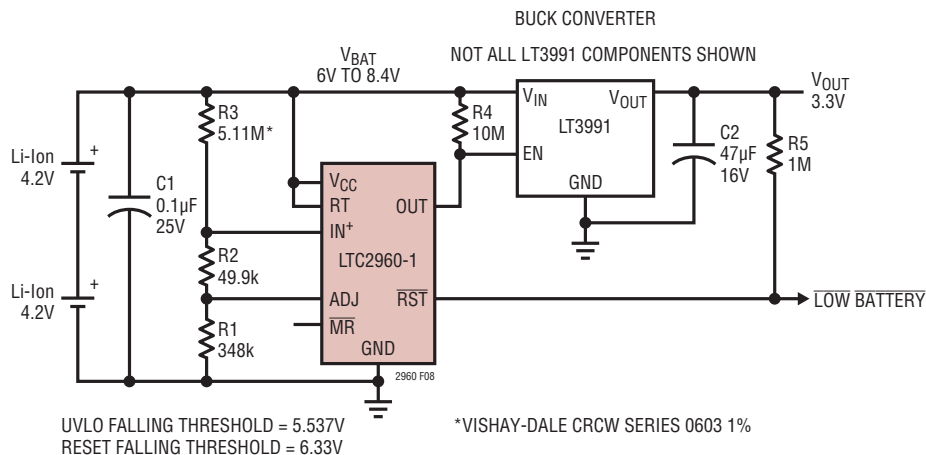 BUCK CONVERTER
NOT ALL LT3991 COMPONENTS SHOWN
VBAT
6V TO 8.4V
VOUT
3.3V
R3
5.11M*
R4
10M
VIN
VOUT
LT3991
EN
GND
C2
47µF
16V
R5
1M
Li-Ion
4.2V
+
C1
0.1µF
25V
VCC
RT
OUT
IN+
LTC2960-1
R2
49.9k
Li-Ion
4.2V
+
ADJ
RST
LOW BATTERY
MR
R1
348k
GND
2960 F08
UVLO FALLING THRESHOLD = 5.537V
RESET FALLING THRESHOLD = 6.33V
*VISHAY-DALE CRCW SERIES 0603 1%